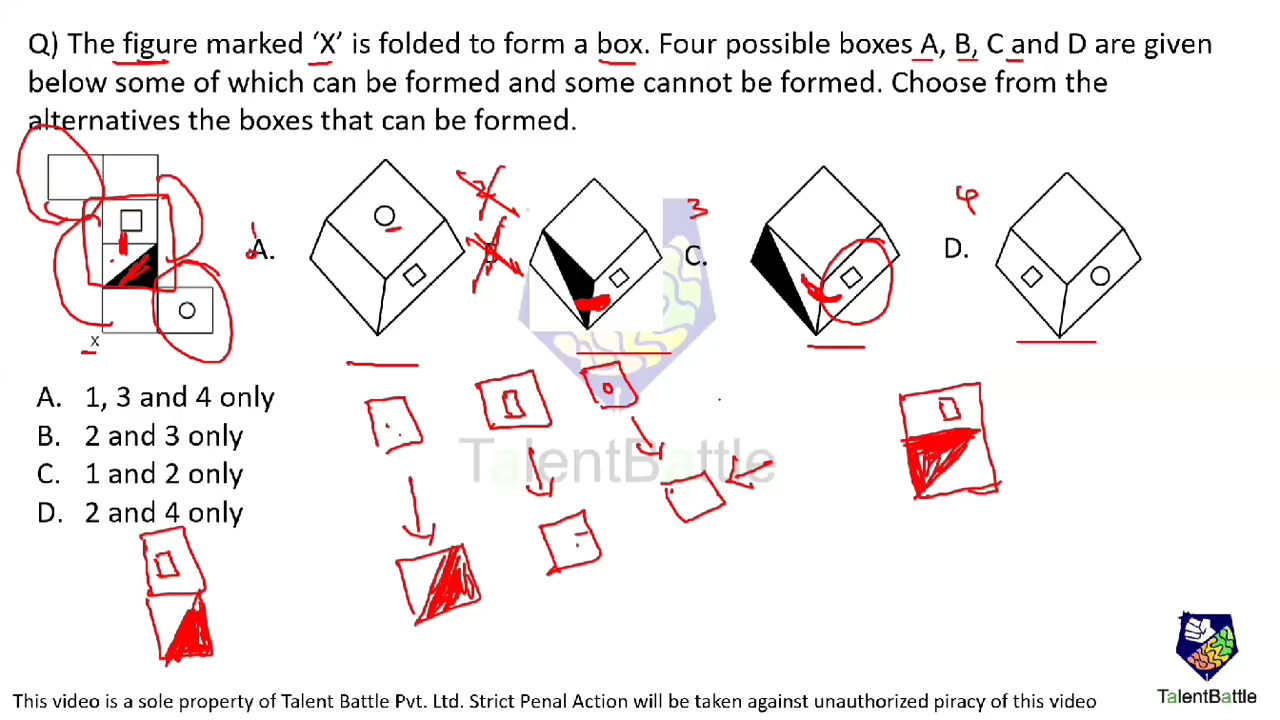 Q) The figure marked ‘X’ is folded to form a box. Four possible boxes A, B, C and D are given
below some of which can be formed and some cannot be formed. Choose from the
alternatives the boxes that can be formed.
X
1
A.
2
3
C.
4
D.
A. 1, 3 and 4 only
B. 2 and 3 only
C. 1 and 2 only
D. 2 and 4 only
TalentBattle
TalentBattle
This video is a sole property of Talent Battle Pvt. Ltd. Strict Penal Action will be taken against unauthorized piracy of this video